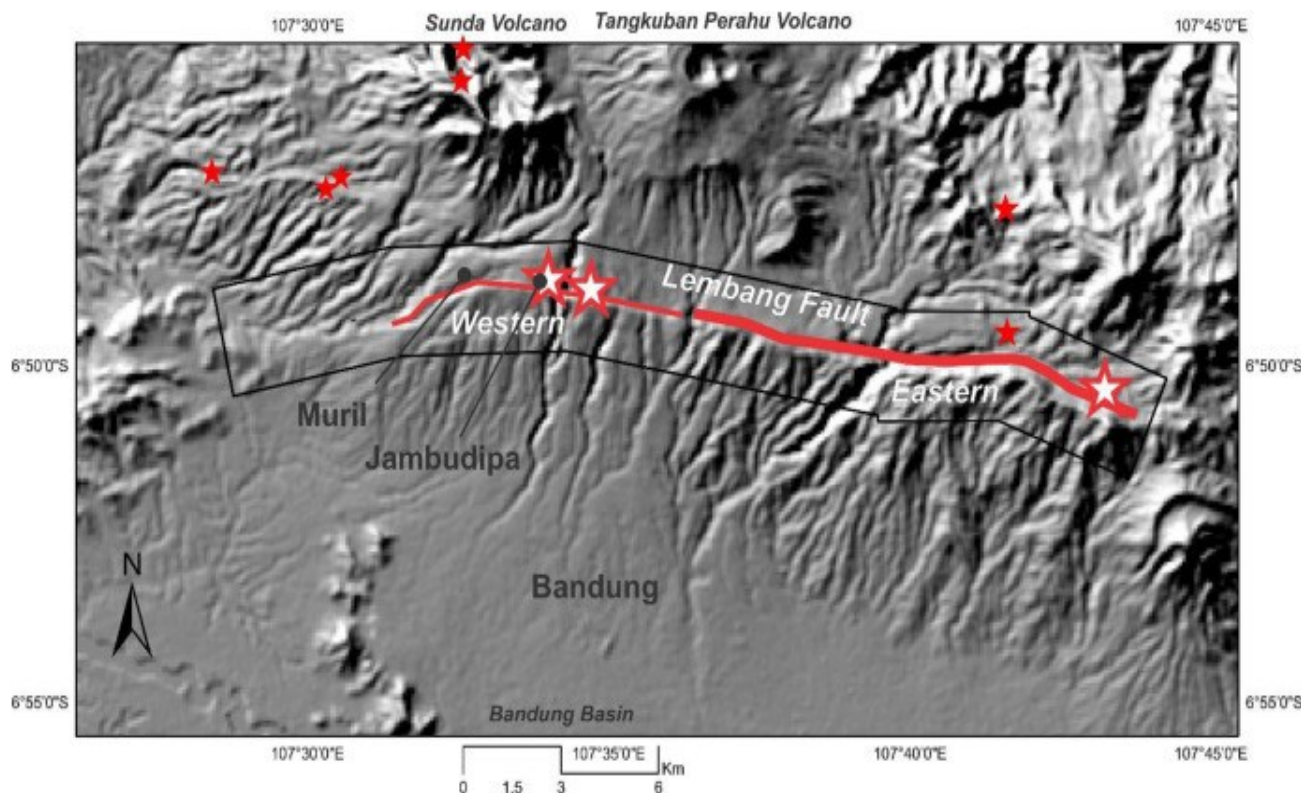 107°30'0"E
Sunda Volcano
Tangkuban Perahu Volcano
107°45'0"E
Lembang Fault
Western
6°50'0"S
6°50'0"S
Eastern
Muril
Jambudipa
N
Bandung
6°55'0"S
6°55'0"S
Bandung Basin
107°30'0"E
107°35'0"E
107°40'0"E
107°45'0"E
Km
0 1.5 3 6